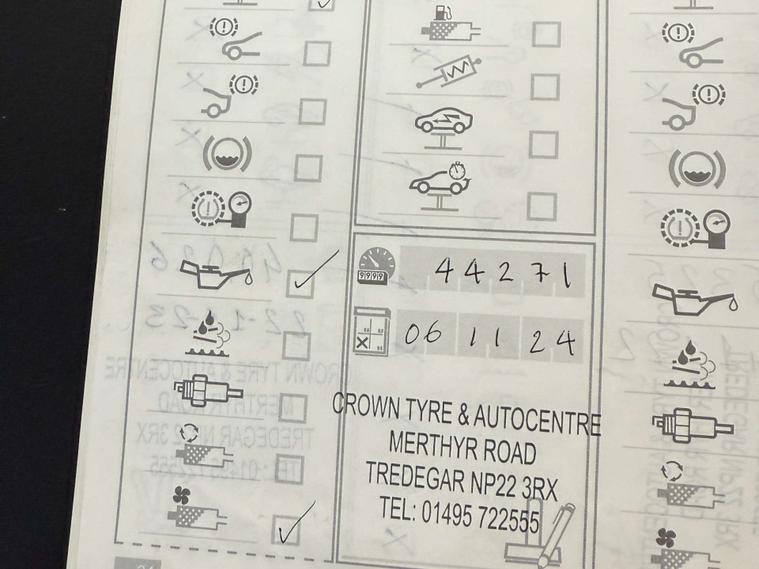 44271
06 11 24
CROWN TYRE & AUTOCENTRE
MERTHYR ROAD
TREDEGAR NP22 3RX
TEL: 01495 722555